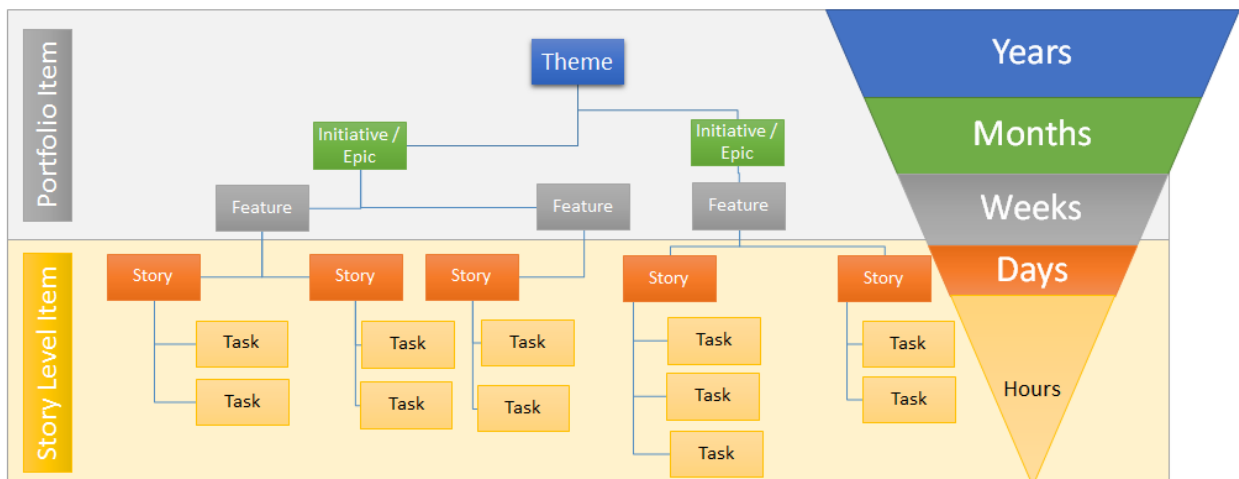 Portfolio Item
Theme
Years
Initiative /
Epic
Initiative /
Epic
Months
Feature
Feature
Feature
Weeks
Story Level Item
Story
Story
Story
Story
Story
Days
Task
Task
Task
Task
Task
Task
Task
Task
Task
Task
Task
Hours